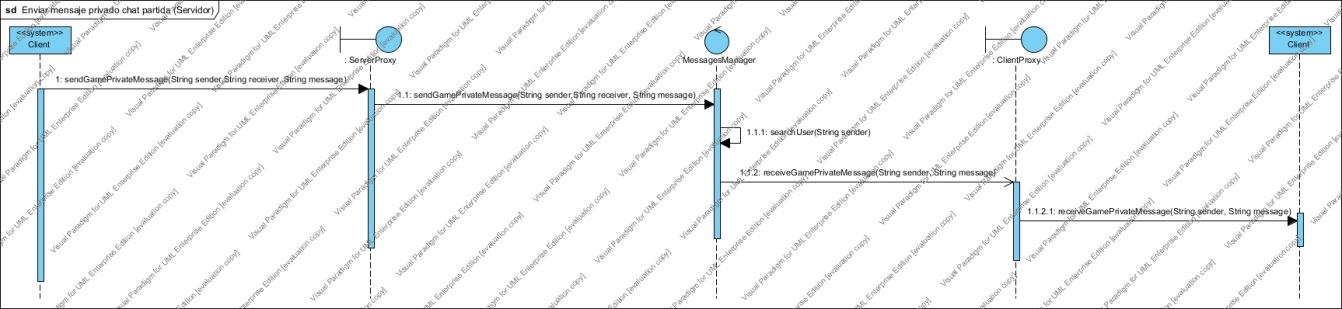 sd Enviar mensaje privado chat partida (Servidor)
<<system>>
Client
: ServerProxy
MessagesManager
: ClientProxy
<<system>>
Client
1: sendGamePrivateMessage(String sender,String receiver, String message)
1.1: sendGamePrivateMessage(String sender,String receiver, String message)
1.1.1: searchUser(String sender)
1.1.2: receiveGamePrivateMessage(String sender, String message)
1.1.2.1: receiveGamePrivateMessage(String sender, String message)
Visual Paradigm for UML Enterprise Edition [evaluation copy]